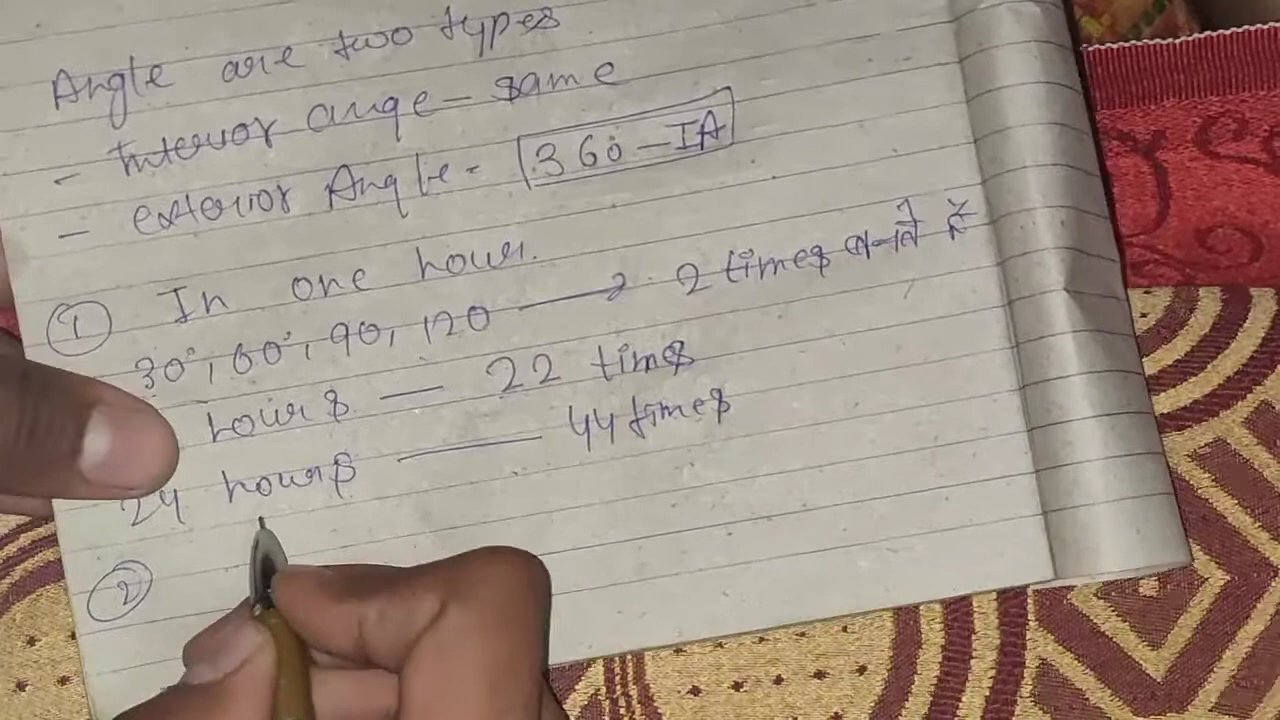 Angle are two types
- Interior ange - same
- exterior Angle - 360 - IA
① In one hour.
30°, 60°, 90, 120 → 2 times
hours — 22 times
24 hours — 44 times
②